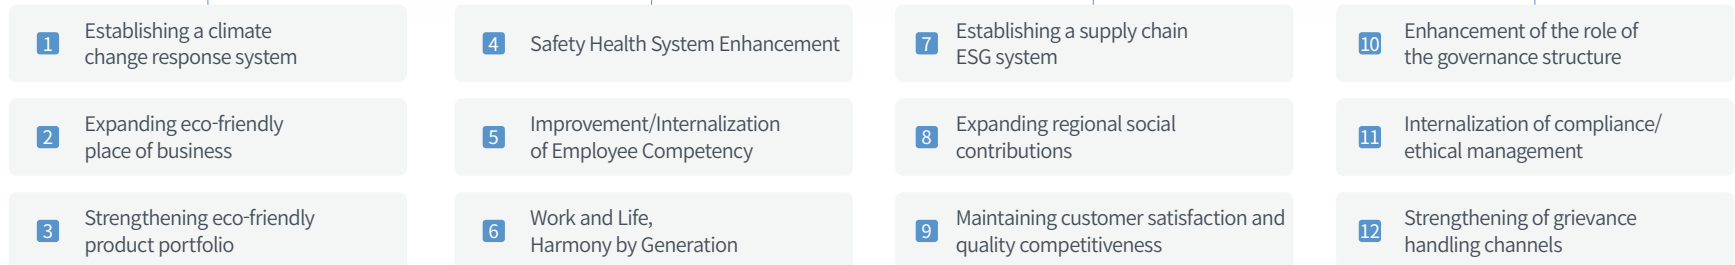 1
Establishing a climate
change response system
2
Expanding eco-friendly
place of business
3
Strengthening eco-friendly
product portfolio
4
Safety Health System Enhancement
5
Improvement/Internalization
of Employee Competency
6
Work and Life,
Harmony by Generation
7
Establishing a supply chain
ESG system
8
Expanding regional social
contributions
9
Maintaining customer satisfaction and
quality competitiveness
10
Enhancement of the role of
the governance structure
11
Internalization of compliance/
ethical management
12
Strengthening of grievance
handling channels